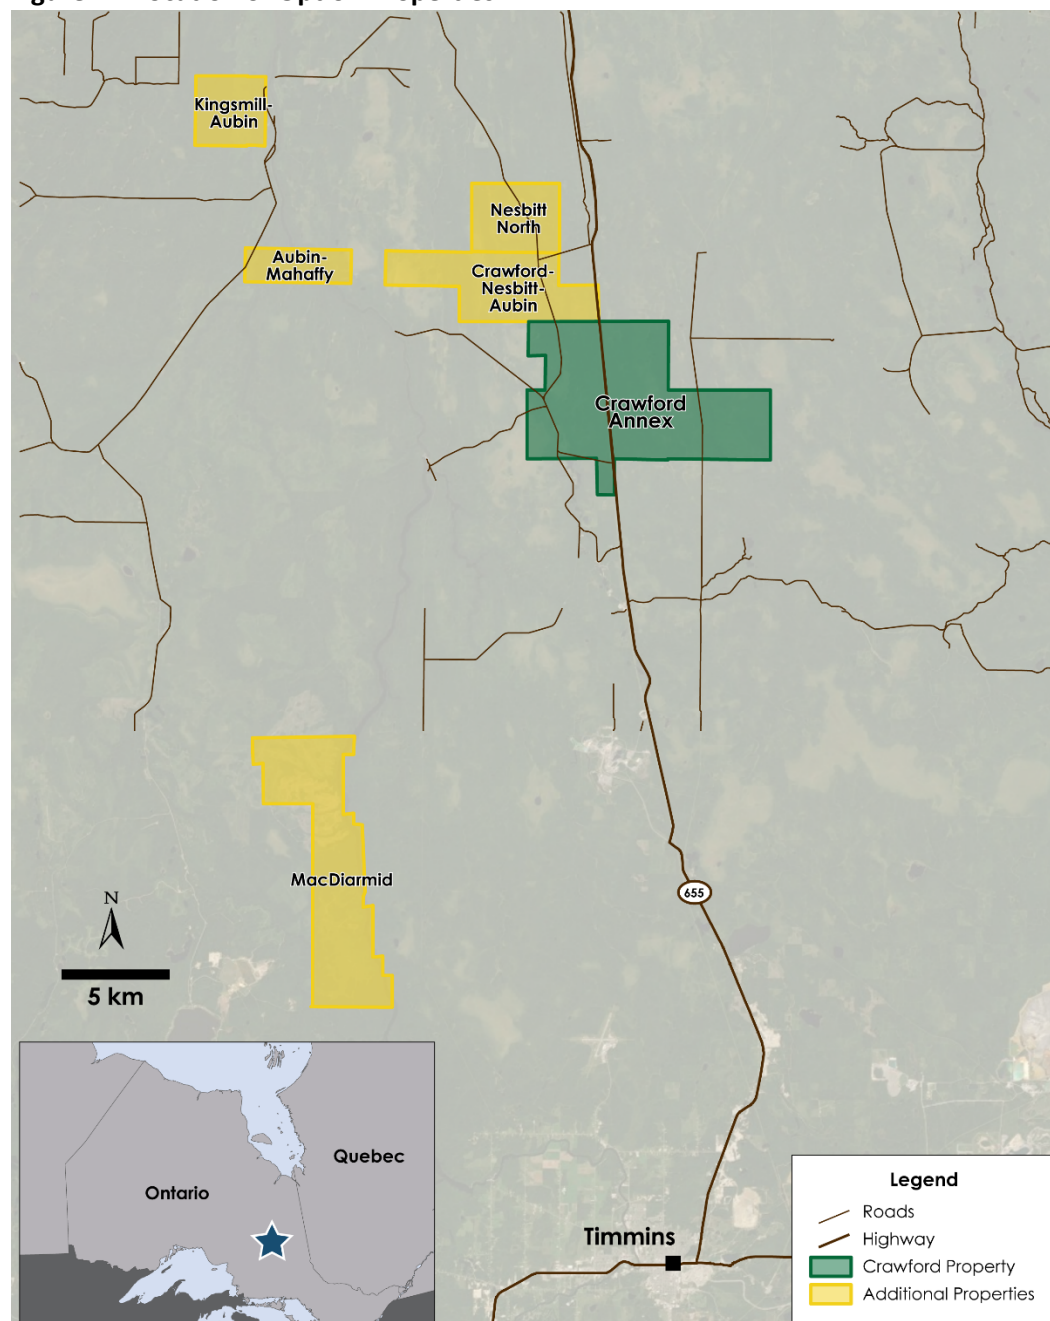 Kingsmill-
Aubin
Nesbitt
North
Aubin-
Mahaffy
Crawford-
Nesbitt-
Aubin
Crawford
Annex
MacDiarmid
N
655
5 km
Quebec
Ontario
Timmins
Legend
Roads
Highway
Crawford Property
Additional Properties